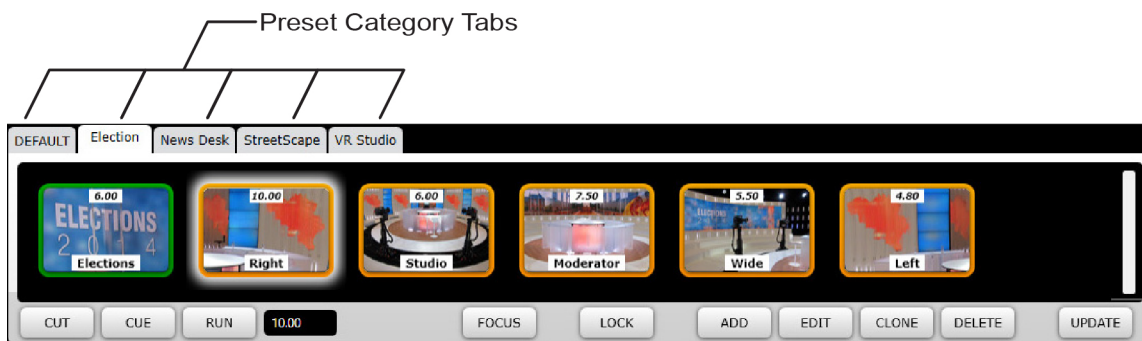 Preset Category Tabs
DEFAULT Election News Desk StreetScape VR Studio
6.00 10.00 6.00 7.50 5.50 4.80
ELECTIONS ELECTIONS
2014
Elections Right Studio Moderator Wide Left
CUT CUE RUN 10.00 FOCUS LOCK ADD EDIT CLONE DELETE UPDATE